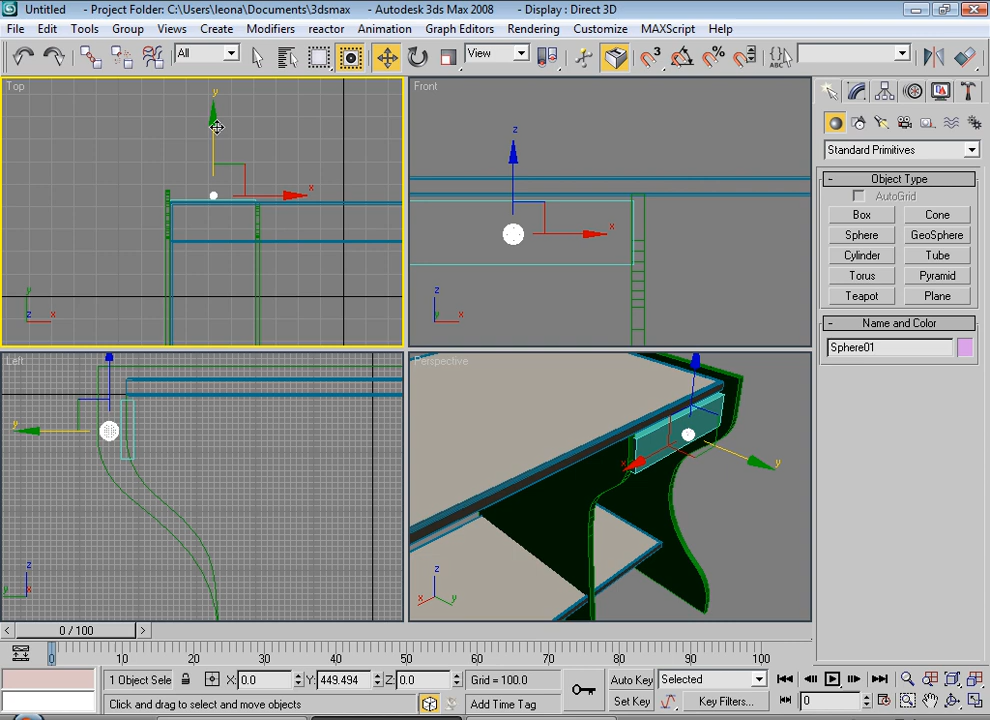 Untitled - Project Folder: C:\Users\leona\Documents\3dsmax - Autodesk 3ds Max 2008 - Display : Direct 3D
File Edit Tools Group Views Create Modifiers reactor Animation Graph Editors Rendering Customize MAXScript Help
All View 3 % ABC
Top
y
x
y
z x
Front
z
x
z
y x
Standard Primitives
- Object Type
AutoGrid
Box Cone
Sphere GeoSphere
Cylinder Tube
Torus Pyramid
Teapot Plane
- Name and Color
Sphere01
Left
y
z
y x
Perspective
x y
z
x y
< 0 / 100 >
0 10 20 30 40 50 60 70 80 90 100
1 Object Sele X: 0.0 Y: 449.494 Z: 0.0 Grid = 100.0 Auto Key Selected
Click and drag to select and move objects Add Time Tag Set Key Key Filters... 0